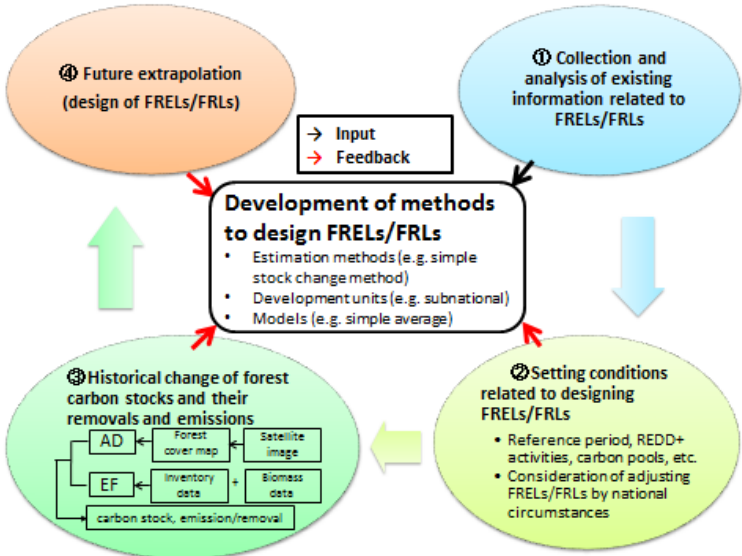 ④ Future extrapolation
(design of FRELs/FRLs)
① Collection and
analysis of existing
information related to
FRELs/FRLs
→ Input
→ Feedback
Development of methods
to design FRELs/FRLs
• Estimation methods (e.g. simple
stock change method)
• Development units (e.g. subnational)
• Models (e.g. simple average)
③ Historical change of forest
carbon stocks and their
removals and emissions
AD
Forest
cover map
Satellite
image
EF
Inventory
data
+
Biomass
data
carbon stock, emission/removal
② Setting conditions
related to designing
FRELs/FRLs
• Reference period, REDD+
activities, carbon pools, etc.
• Consideration of adjusting
FRELs/FRLs by national
circumstances